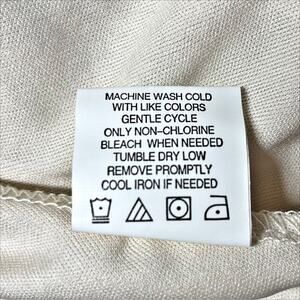 MACHINE WASH COLD
WITH LIKE COLORS
GENTLE CYCLE
ONLY NON-CHLORINE
BLEACH WHEN NEEDED
TUMBLE DRY LOW
REMOVE PROMPTLY
COOL IRON IF NEEDED